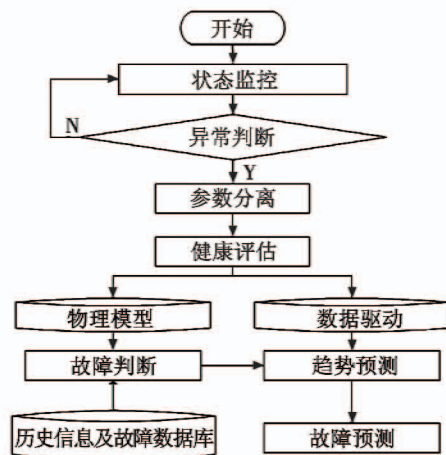 开始
状态监控
N
异常判断
Y
参数分离
健康评估
物理模型
数据驱动
故障判断
趋势预测
历史信息及故障数据库
故障预测